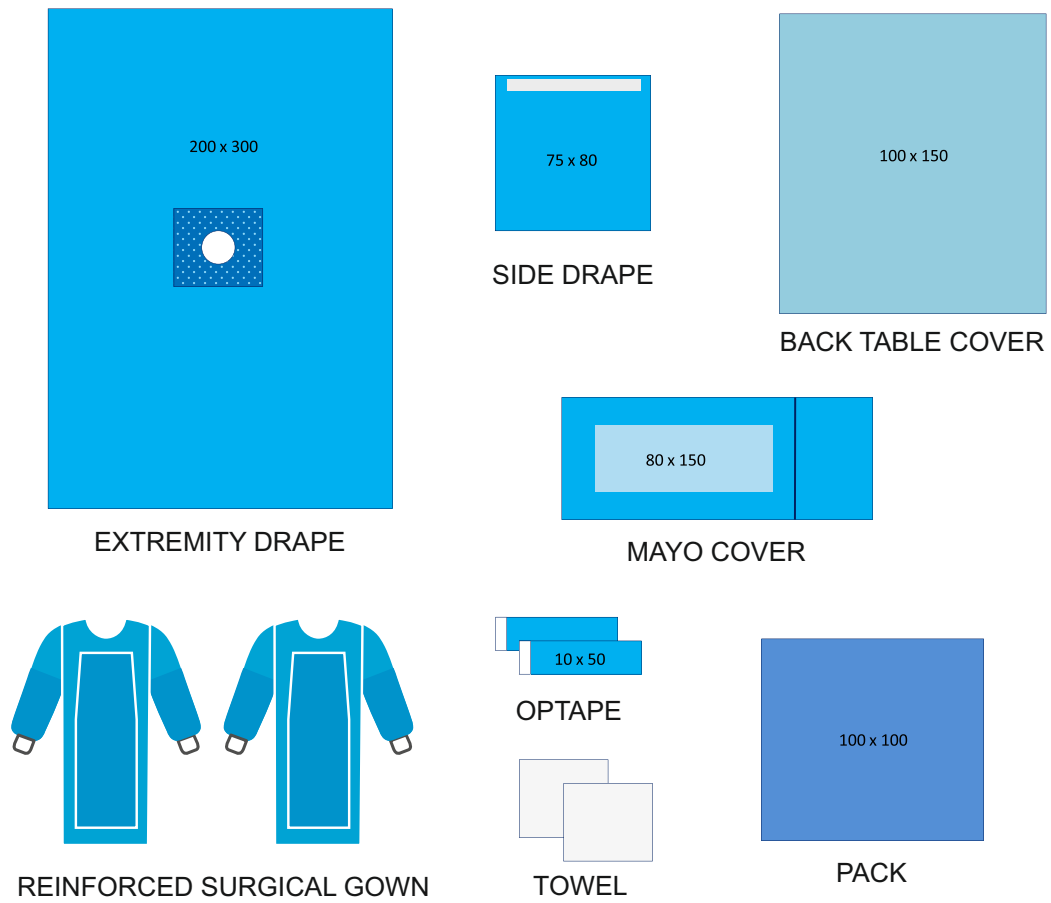 200 x 300
EXTREMITY DRAPE
75 x 80
SIDE DRAPE
100 x 150
BACK TABLE COVER
80 x 150
MAYO COVER
REINFORCED SURGICAL GOWN
10 x 50
OPTAPE
TOWEL
100 x 100
PACK